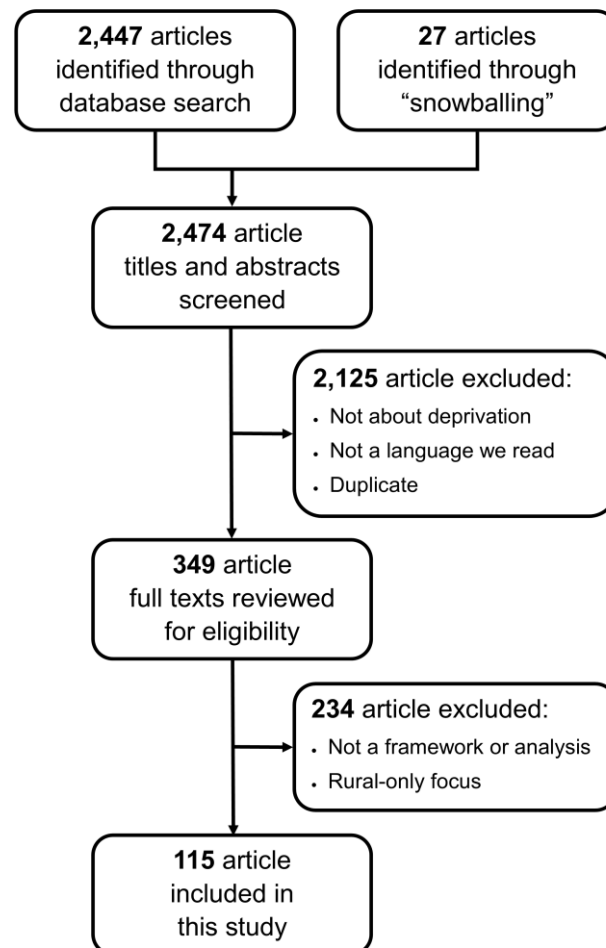 2,447 articles
identified through
database search
27 articles
identified through
“snowballing”
2,474 article
titles and abstracts
screened
2,125 article excluded:
• Not about deprivation
• Not a language we read
• Duplicate
349 article
full texts reviewed
for eligibility
234 article excluded:
• Not a framework or analysis
• Rural-only focus
115 article
included in
this study